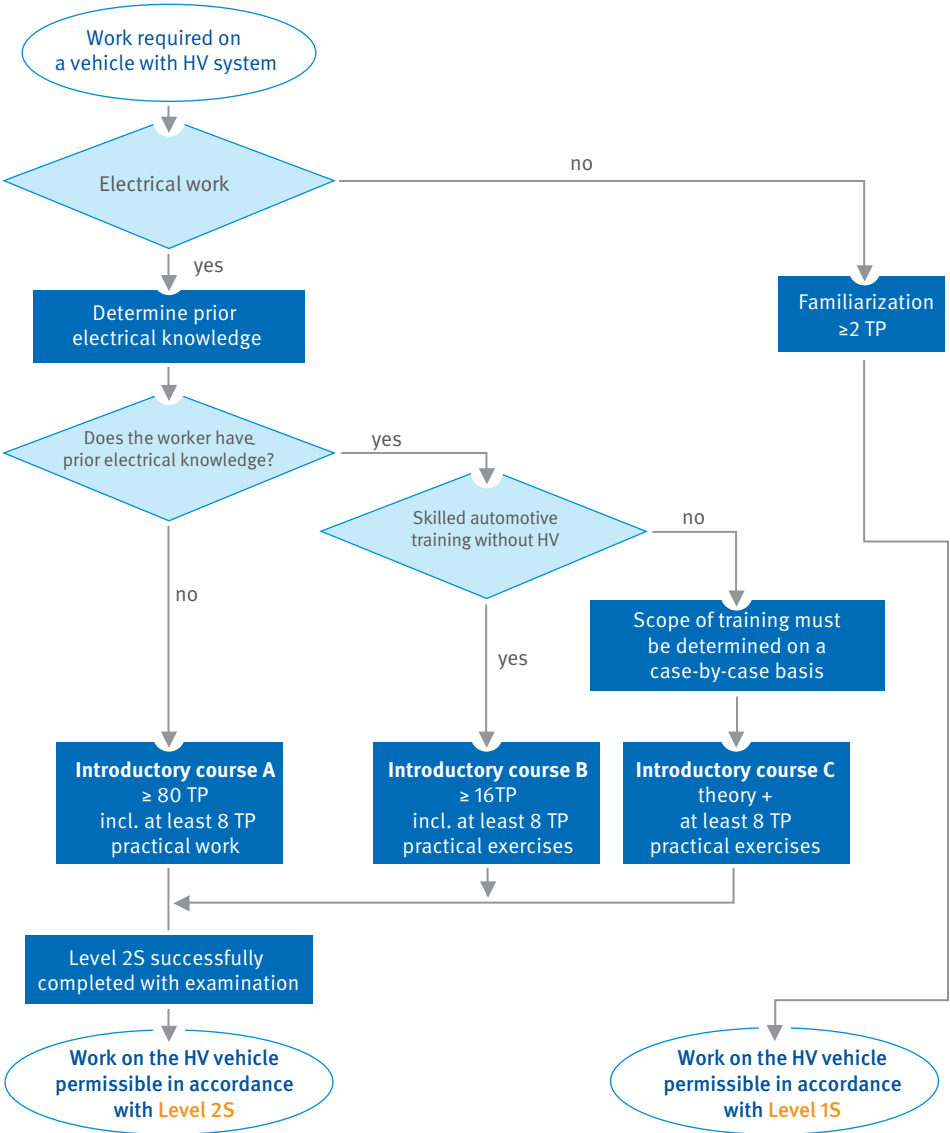 Work required on
a vehicle with HV system
Electrical work
no
yes
Determine prior
electrical knowledge
Familiarization
≥2 TP
Does the worker have
prior electrical knowledge?
yes
Skilled automotive
training without HV
no
no
yes
Scope of training must
be determined on a
case-by-case basis
Introductory course A
≥ 80 TP
incl. at least 8 TP
practical work
Introductory course B
≥ 16TP
incl. at least 8 TP
practical exercises
Introductory course C
theory +
at least 8 TP
practical exercises
Level 2S successfully
completed with examination
Work on the HV vehicle
permissible in accordance
with Level 2S
Work on the HV vehicle
permissible in accordance
with Level 1S